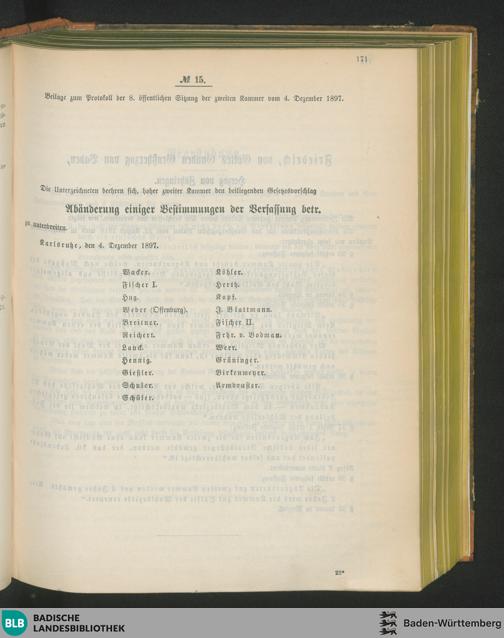 171
№ 15.
Beilage zum Protokoll der 8. öffentlichen Sitzung der zweiten Kammer vom 4. Dezember 1897.
Die Unterzeichneten beehren sich, hoher zweiter Kammer den beiliegenden Gesetzvorschlag
Abänderung einiger Bestimmungen der Verfassung betr.
zu unterbreiten.
Karlsruhe, den 4. Dezember 1897.
Wacker. Köhler.
Fischer I. Herth.
Hug. Kopf.
Weber (Offenburg). J. Blattmann.
Breitner. Fischer II.
Reichert. Frhr. v. Bodman.
Lauck. Weer.
Hennig. Grüninger.
Gießler. Birkenmeyer.
Schuler. Armbruster.
Schüler.
22*
BLB BADISCHE
LANDESBIBLIOTHEK
Baden-Württemberg